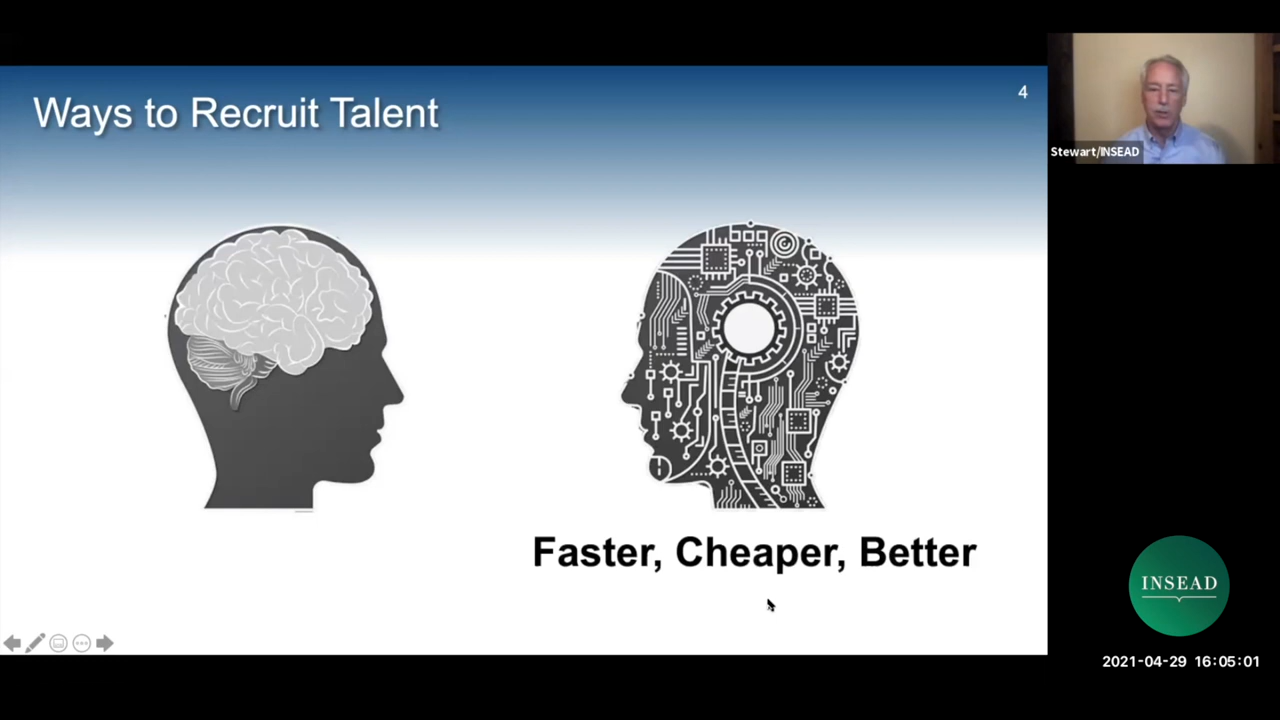 Ways to Recruit Talent
4
Faster, Cheaper, Better
Stewart/INSEAD
INSEAD
2021-04-29 16:05:01